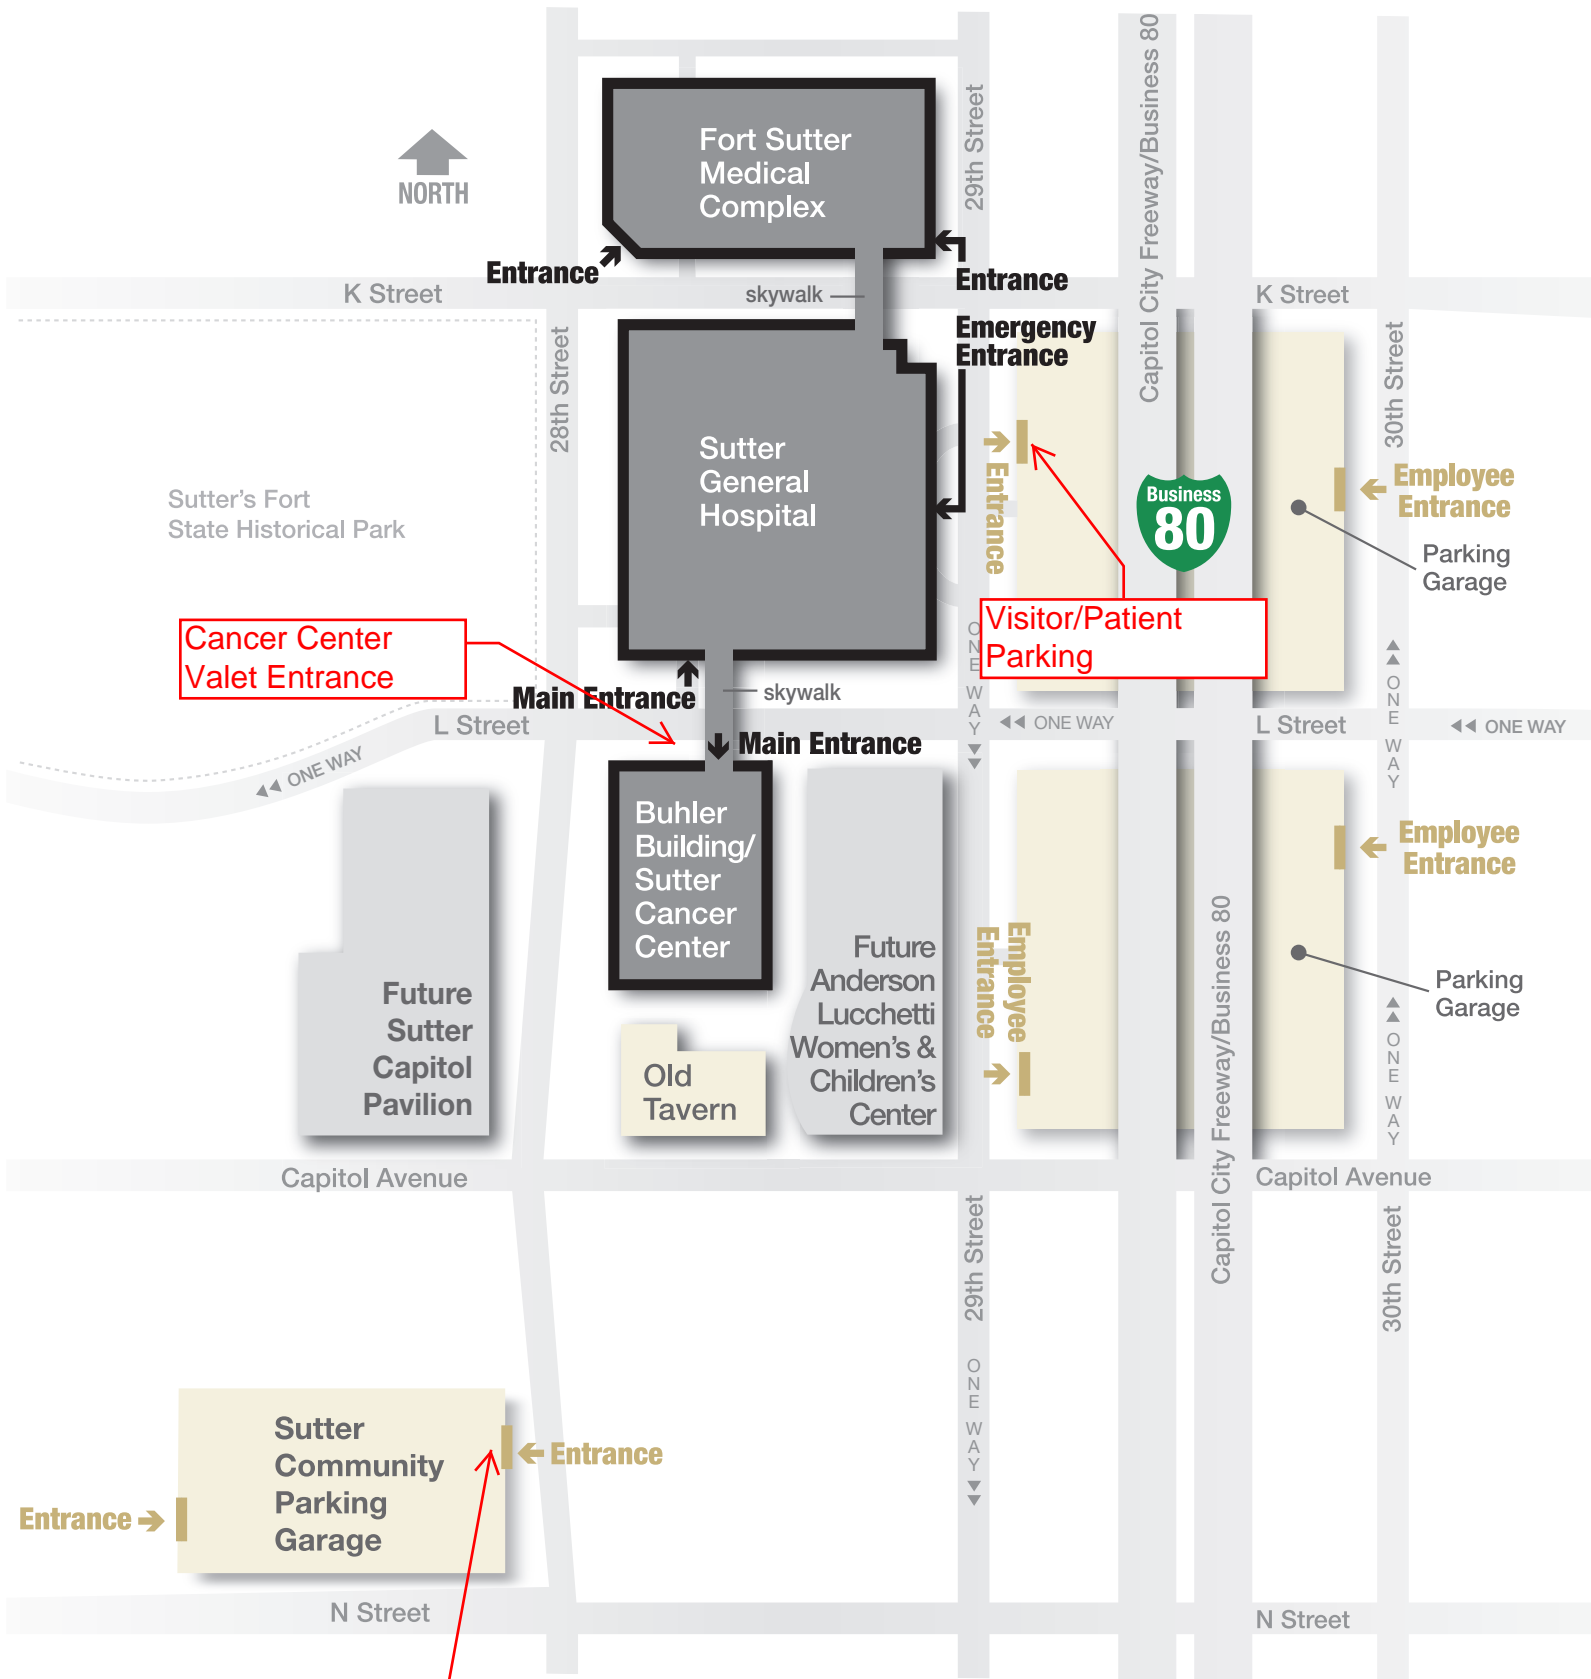 Fort Sutter
Medical
Complex
NORTH
29th Street
Capitol City Freeway/Business 80
Entrance
Entrance
K Street
skywalk
K Street
Emergency
Entrance
28th Street
30th Street
Sutter
General
Hospital
Entrance
Business
80
Employee
Entrance
Parking
Garage
Sutter's Fort
State Historical Park
Cancer Center
Valet Entrance
Visitor/Patient
Parking
ONE WAY
ONE WAY
Main Entrance
skywalk
L Street
ONE WAY
L Street
ONE WAY
Main Entrance
ONE WAY
Buhler
Building/
Sutter
Cancer
Center
Employee
Entrance
Future
Anderson
Lucchetti
Women's &
Children's
Center
Employee
Entrance
Capitol City Freeway/Business 80
Parking
Garage
ONE WAY
Future
Sutter
Capitol
Pavilion
Old
Tavern
Capitol Avenue
Capitol Avenue
29th Street
30th Street
ONE WAY
Sutter
Community
Parking
Garage
Entrance
Entrance
N Street
N Street